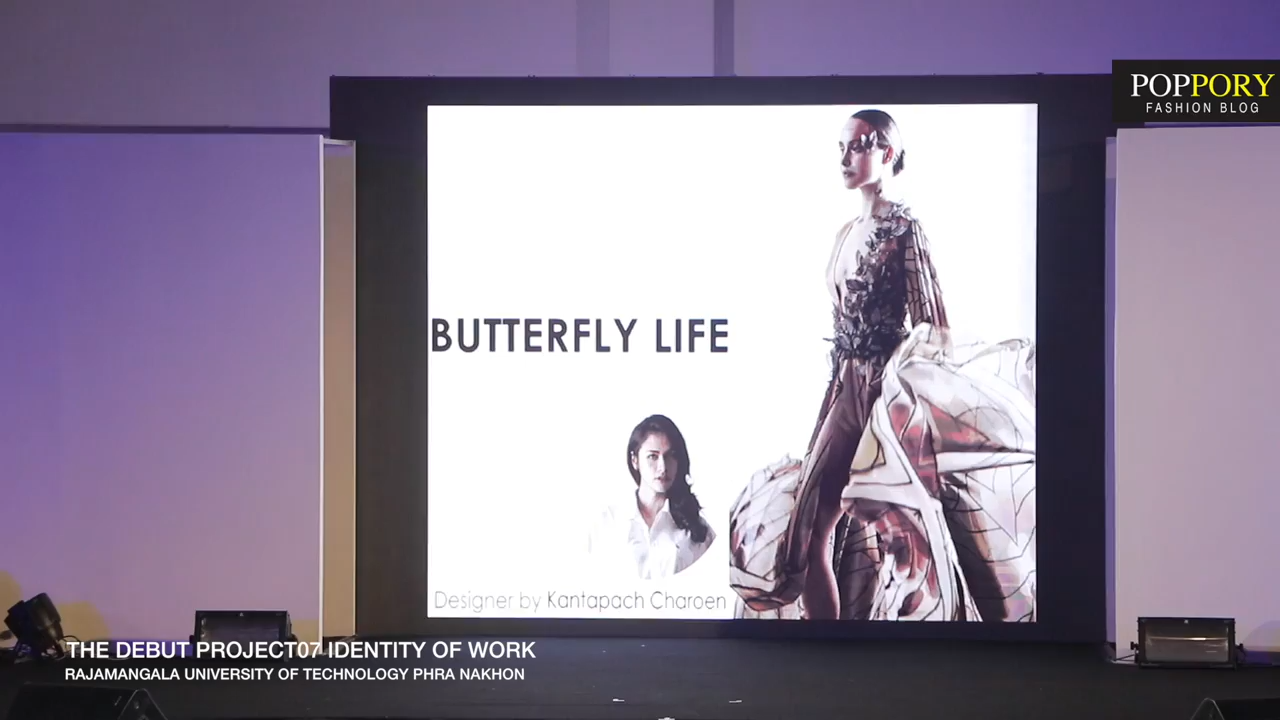 POPPORY
FASHION BLOG
BUTTERFLY LIFE
Designer by Kantapach Charoen
THE DEBUT PROJECT07 IDENTITY OF WORK
RAJAMANGALA UNIVERSITY OF TECHNOLOGY PHRA NAKHON